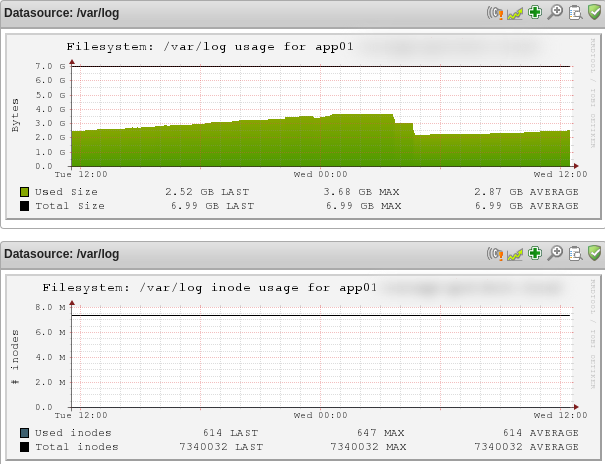 Datasource: /var/log
Filesystem: /var/log usage for app01
7.0 G
6.0 G
5.0 G
4.0 G
3.0 G
2.0 G
1.0 G
0.0
Bytes
Tue 12:00 Wed 00:00 Wed 12:00
Used Size 2.52 GB LAST 3.68 GB MAX 2.87 GB AVERAGE
Total Size 6.99 GB LAST 6.99 GB MAX 6.99 GB AVERAGE
RRDTOOL / TOBI OETIKER
Datasource: /var/log
Filesystem: /var/log inode usage for app01
8.0 M
6.0 M
4.0 M
2.0 M
0.0
# inodes
Tue 12:00 Wed 00:00 Wed 12:00
Used inodes 614 LAST 647 MAX 614 AVERAGE
Total inodes 7340032 LAST 7340032 MAX 7340032 AVERAGE
RRDTOOL / TOBI OETIKER